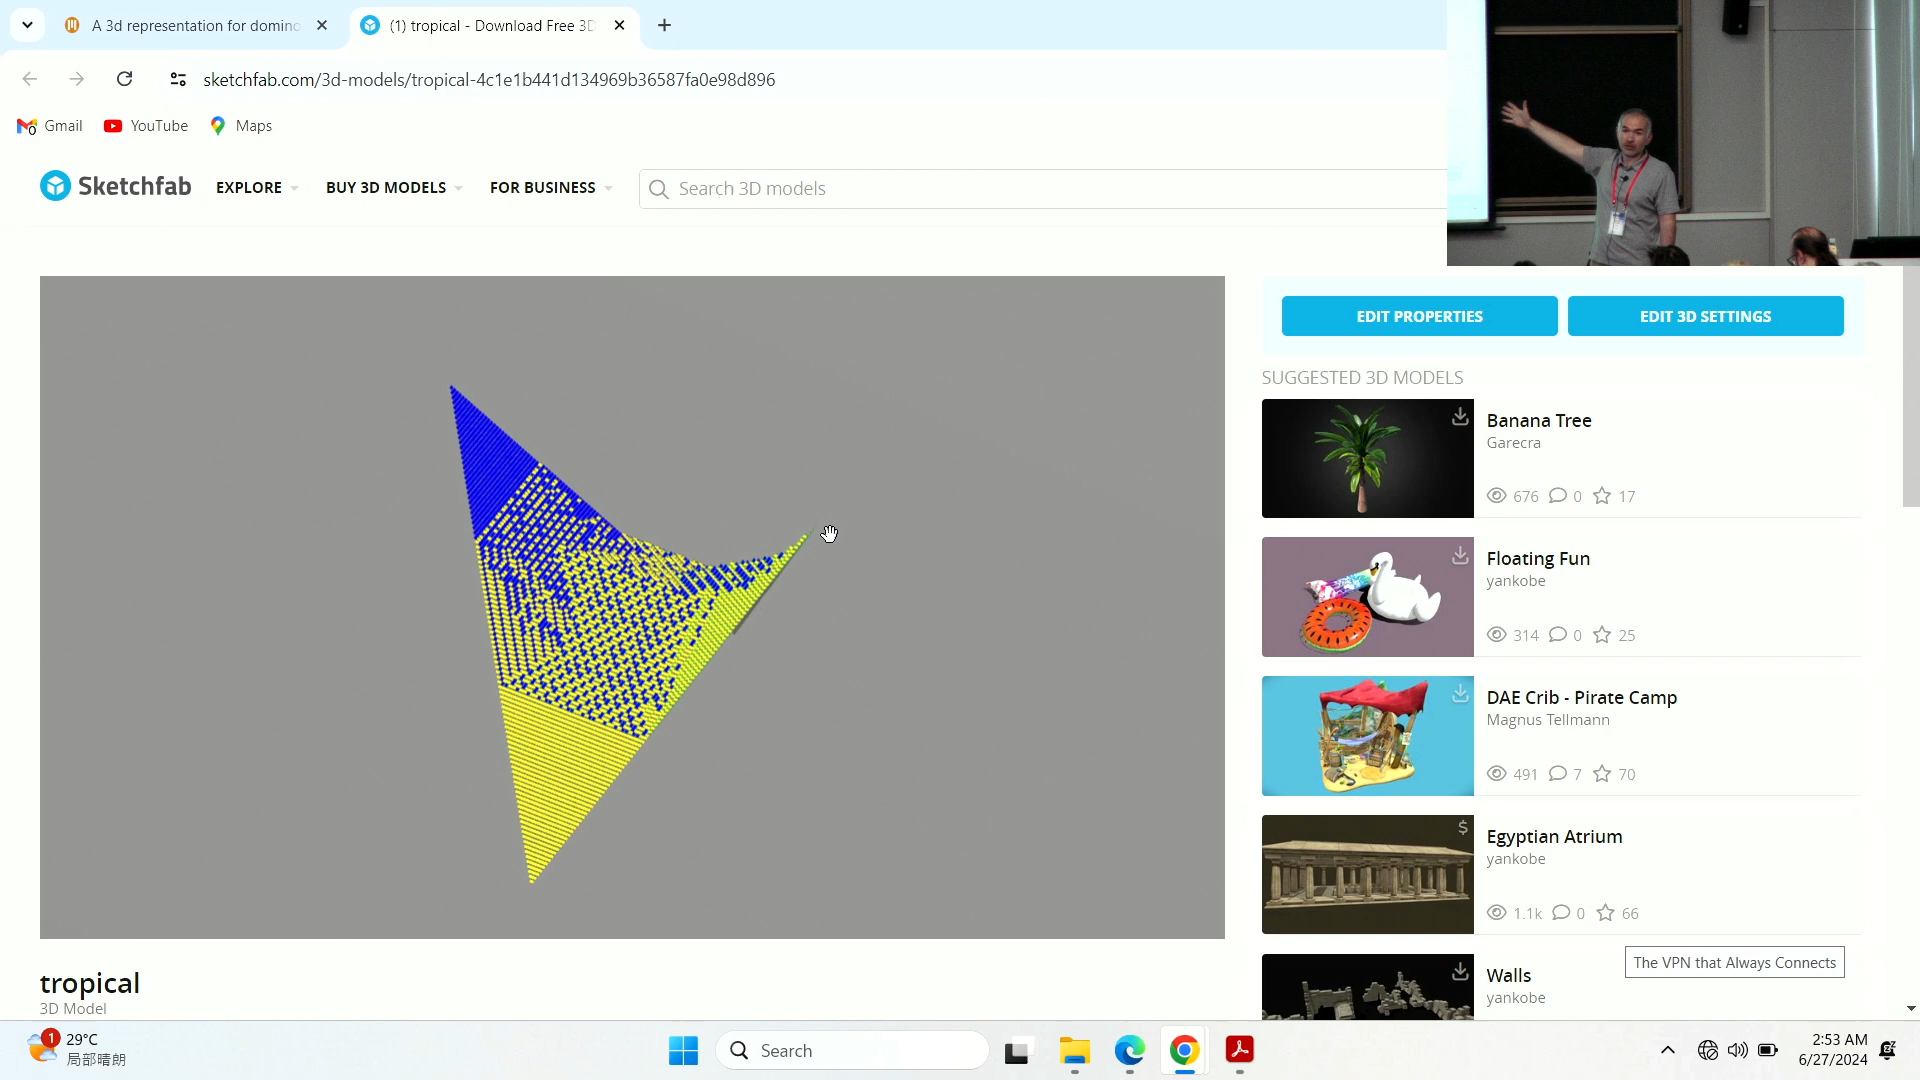 A 3d representation for domino
(1) tropical - Download Free 3D
sketchfab.com/3d-models/tropical-4c1e1b441d134969b36587fa0e98d896
Gmail
YouTube
Maps
Sketchfab
EXPLORE
BUY 3D MODELS
FOR BUSINESS
Search 3D models
EDIT PROPERTIES
EDIT 3D SETTINGS
SUGGESTED 3D MODELS
Banana Tree
Garecra
676 0 17
Floating Fun
yankobe
314 0 25
DAE Crib - Pirate Camp
Magnus Tellmann
491 7 70
$
Egyptian Atrium
yankobe
1.1k 0 66
Walls
yankobe
The VPN that Always Connects
tropical
3D Model
1
29°C
局部晴朗
Search
2:53 AM
6/27/2024